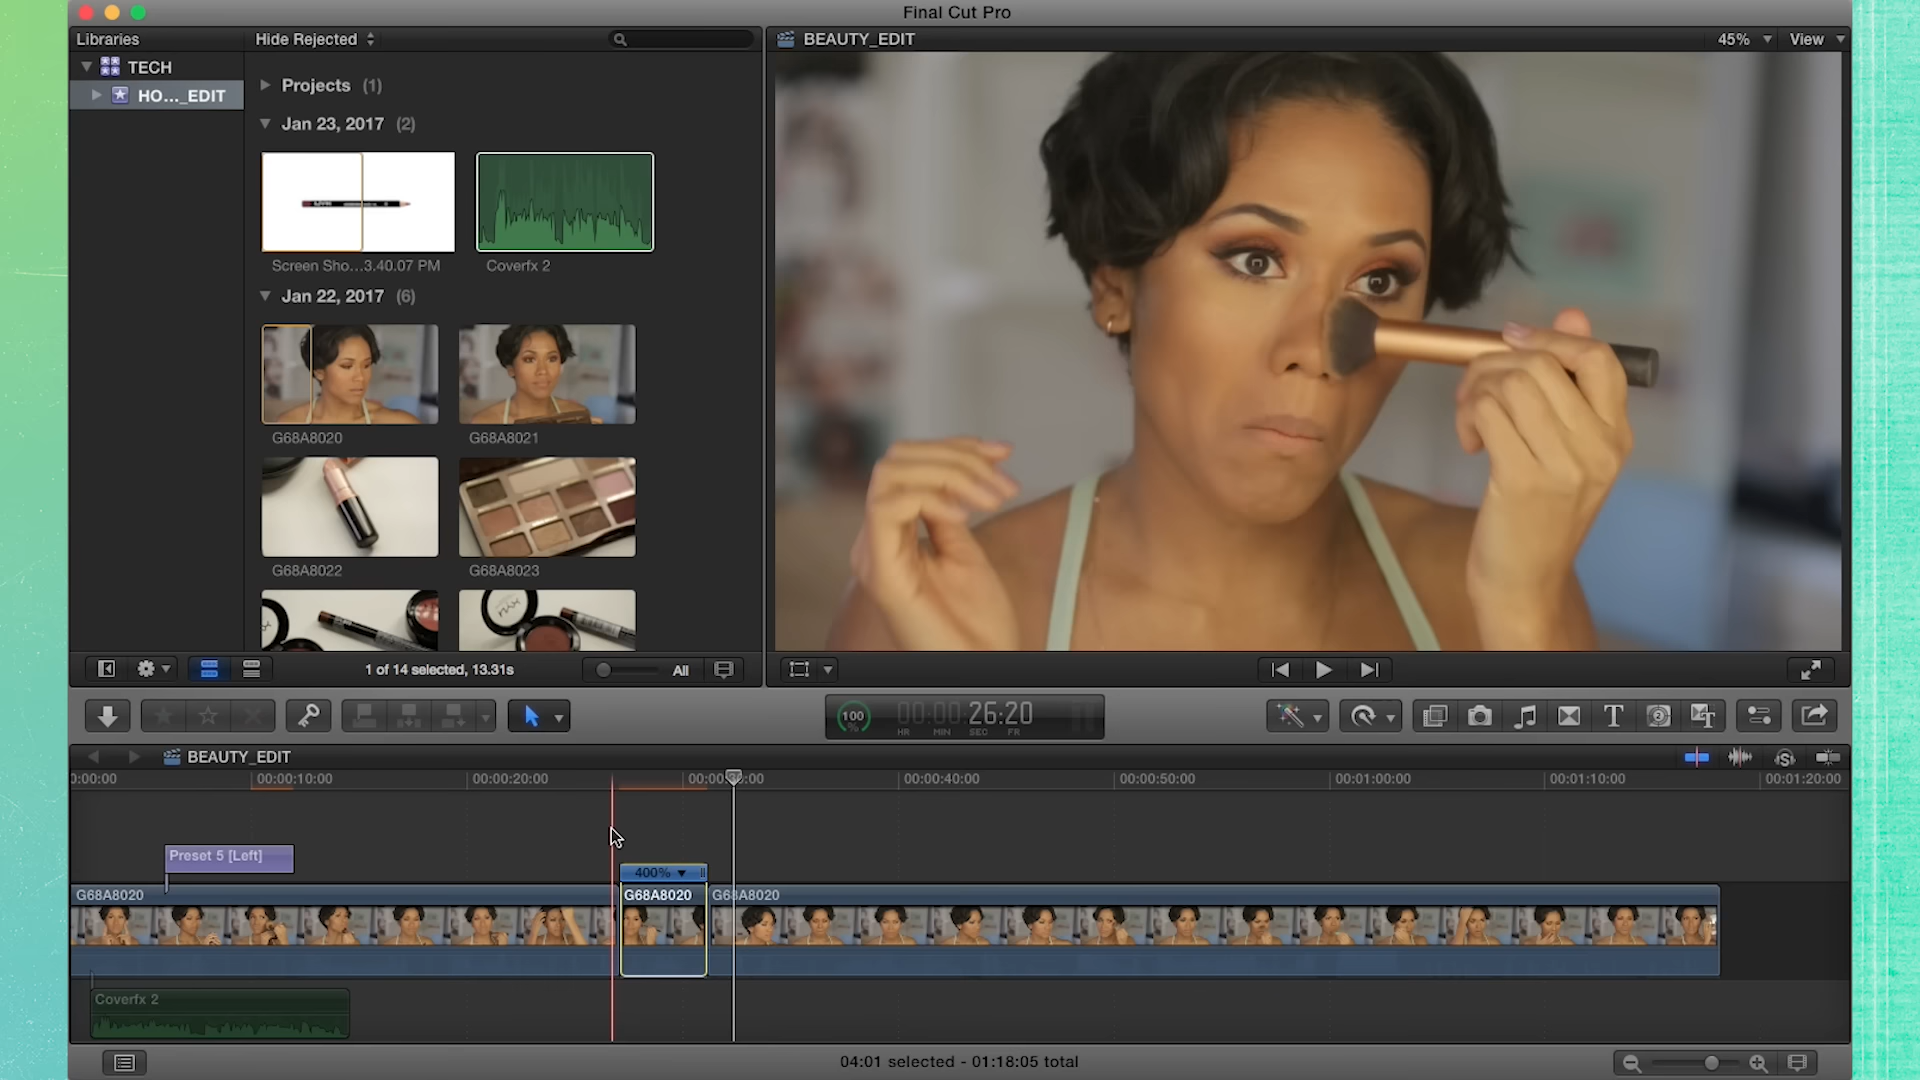 Final Cut Pro
Libraries
Hide Rejected
BEAUTY_EDIT
45%
View
TECH
HO..._EDIT
Projects (1)
Jan 23, 2017 (2)
Screen Sho...3.40.07 PM
Coverfx 2
Jan 22, 2017 (6)
G68A8020
G68A8021
G68A8022
G68A8023
1 of 14 selected, 13.31s
All
100
%
00:00:26:20
HR MIN SEC FR
BEAUTY_EDIT
0:00:00
00:00:10:00
00:00:20:00
00:00:40:00
00:00:50:00
00:01:00:00
00:01:10:00
00:01:20:00
Preset 5 [Left]
400%
G68A8020
G68A8020
G68A8020
Coverfx 2
04:01 selected - 01:18:05 total